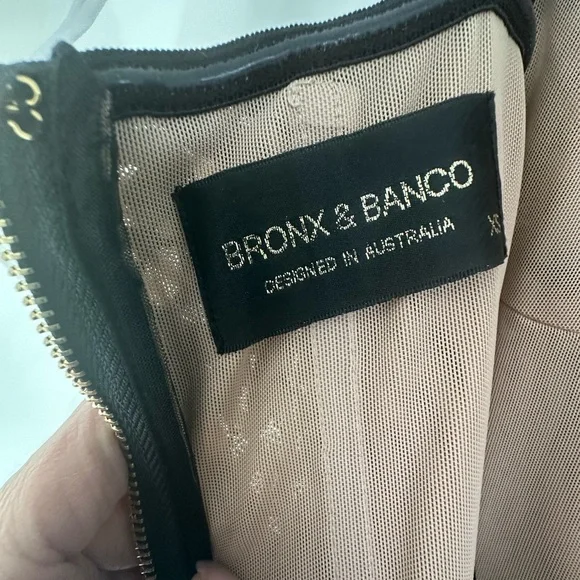 BRONX & BANCO
DESIGNED IN AUSTRALIA
XS